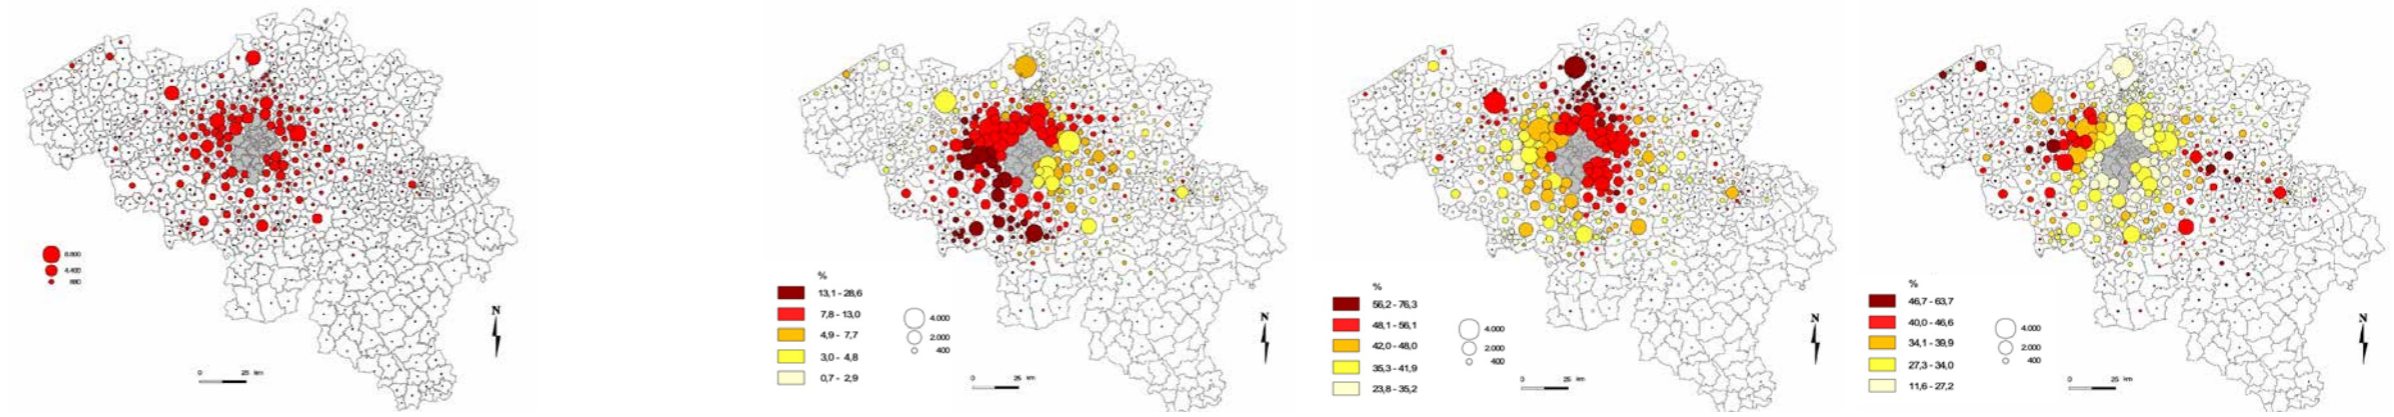 6.600
4.400
880
N
0 25 km
%
13,1 - 28,6
7,8 - 13,0
4,9 - 7,7
3,0 - 4,8
0,7 - 2,9
4.000
2.000
400
N
0 25 km
%
56,2 - 76,3
48,1 - 56,1
42,0 - 48,0
35,3 - 41,9
23,8 - 35,2
4.000
2.000
400
N
0 25 km
%
46,7 - 63,7
40,0 - 46,6
34,1 - 39,9
27,3 - 34,0
11,6 - 27,2
4.000
2.000
400
N
0 25 km